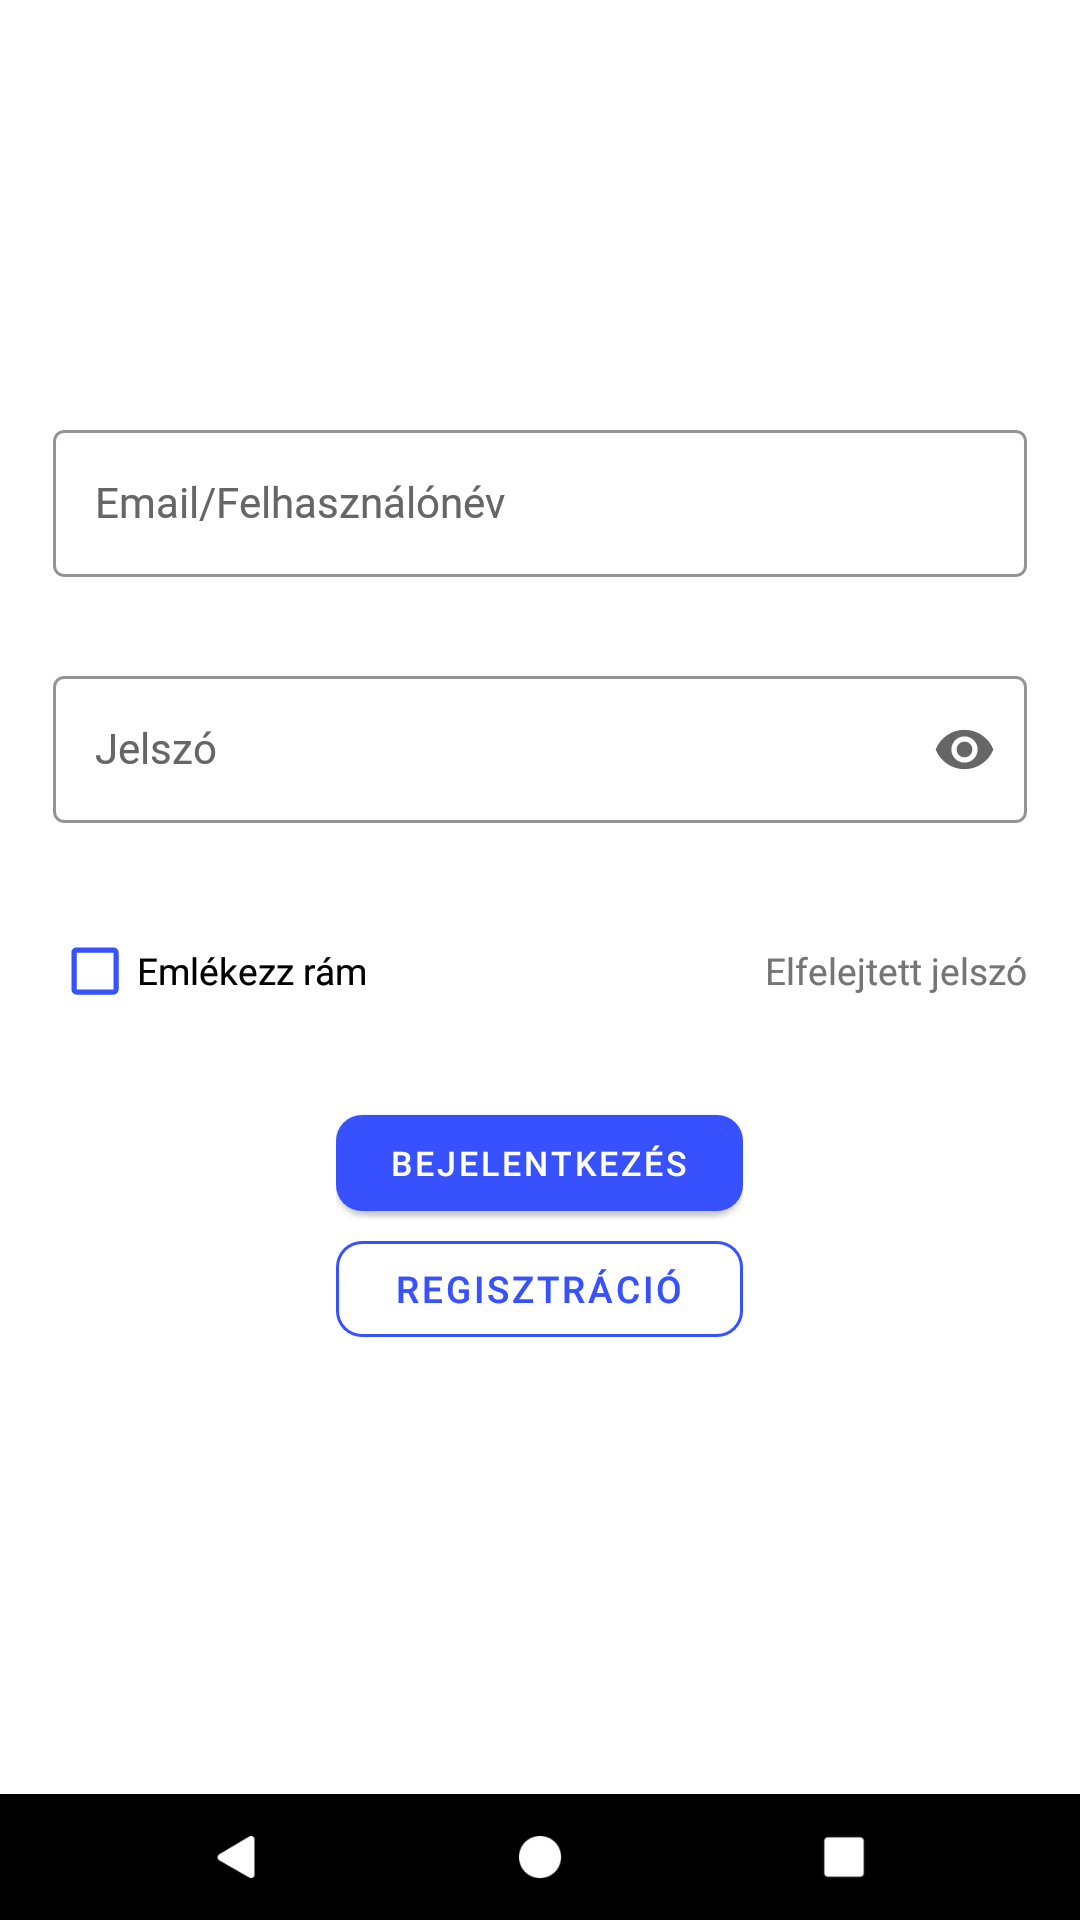 Email/Felhasználónév
Jelszó
Emlékezz rám
Elfelejtett jelszó
BEJELENTKEZÉS
REGISZTRÁCIÓ